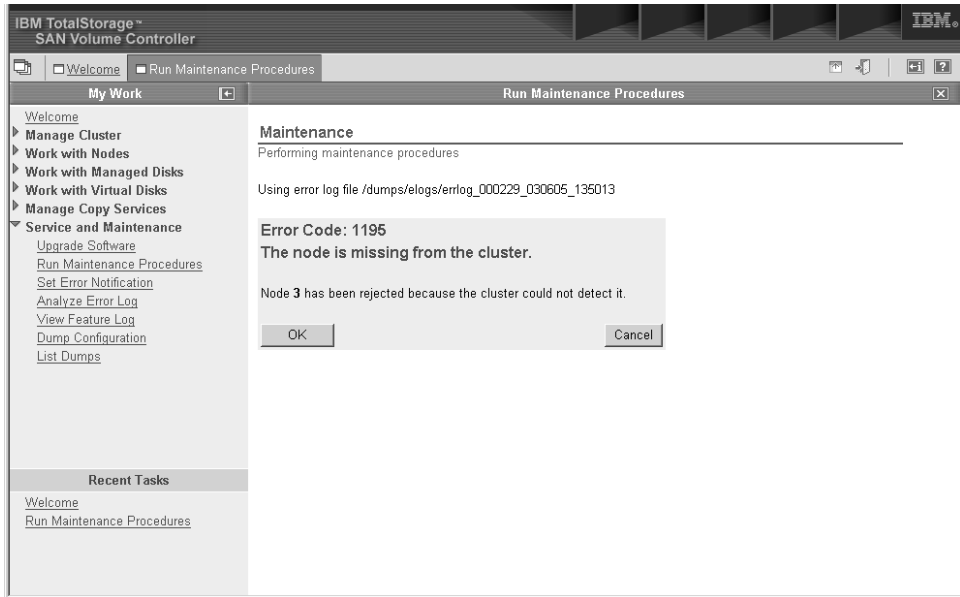 IBM TotalStorage™
SAN Volume Controller
IBM®
Welcome
Run Maintenance Procedures
My Work
Run Maintenance Procedures
Welcome
Manage Cluster
Work with Nodes
Work with Managed Disks
Work with Virtual Disks
Manage Copy Services
Service and Maintenance
Upgrade Software
Run Maintenance Procedures
Set Error Notification
Analyze Error Log
View Feature Log
Dump Configuration
List Dumps
Recent Tasks
Welcome
Run Maintenance Procedures
Maintenance
Performing maintenance procedures
Using error log file /dumps/elogs/errlog_000229_030605_135013
Error Code: 1195
The node is missing from the cluster.
Node 3 has been rejected because the cluster could not detect it.
OK
Cancel